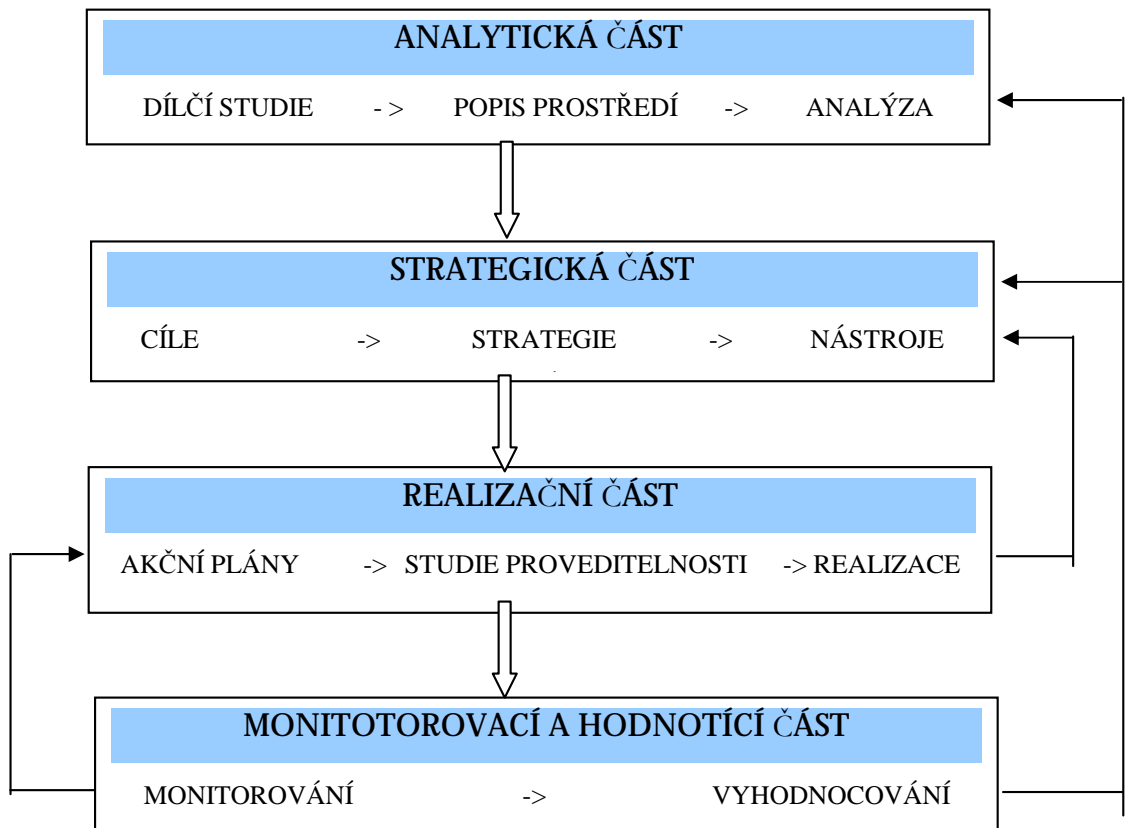 ANALYTICKÁ ČÁST
DÍLČÍ STUDIE - > POPIS PROSTŘEDÍ -> ANALÝZA
STRATEGICKÁ ČÁST
CÍLE -> STRATEGIE -> NÁSTROJE
REALIZAČNÍ ČÁST
AKČNÍ PLÁNY -> STUDIE PROVEDITELNOSTI -> REALIZACE
MONITOTOROVACÍ A HODNOTÍCÍ ČÁST
MONITOROVÁNÍ -> VYHODNOCOVÁNÍ